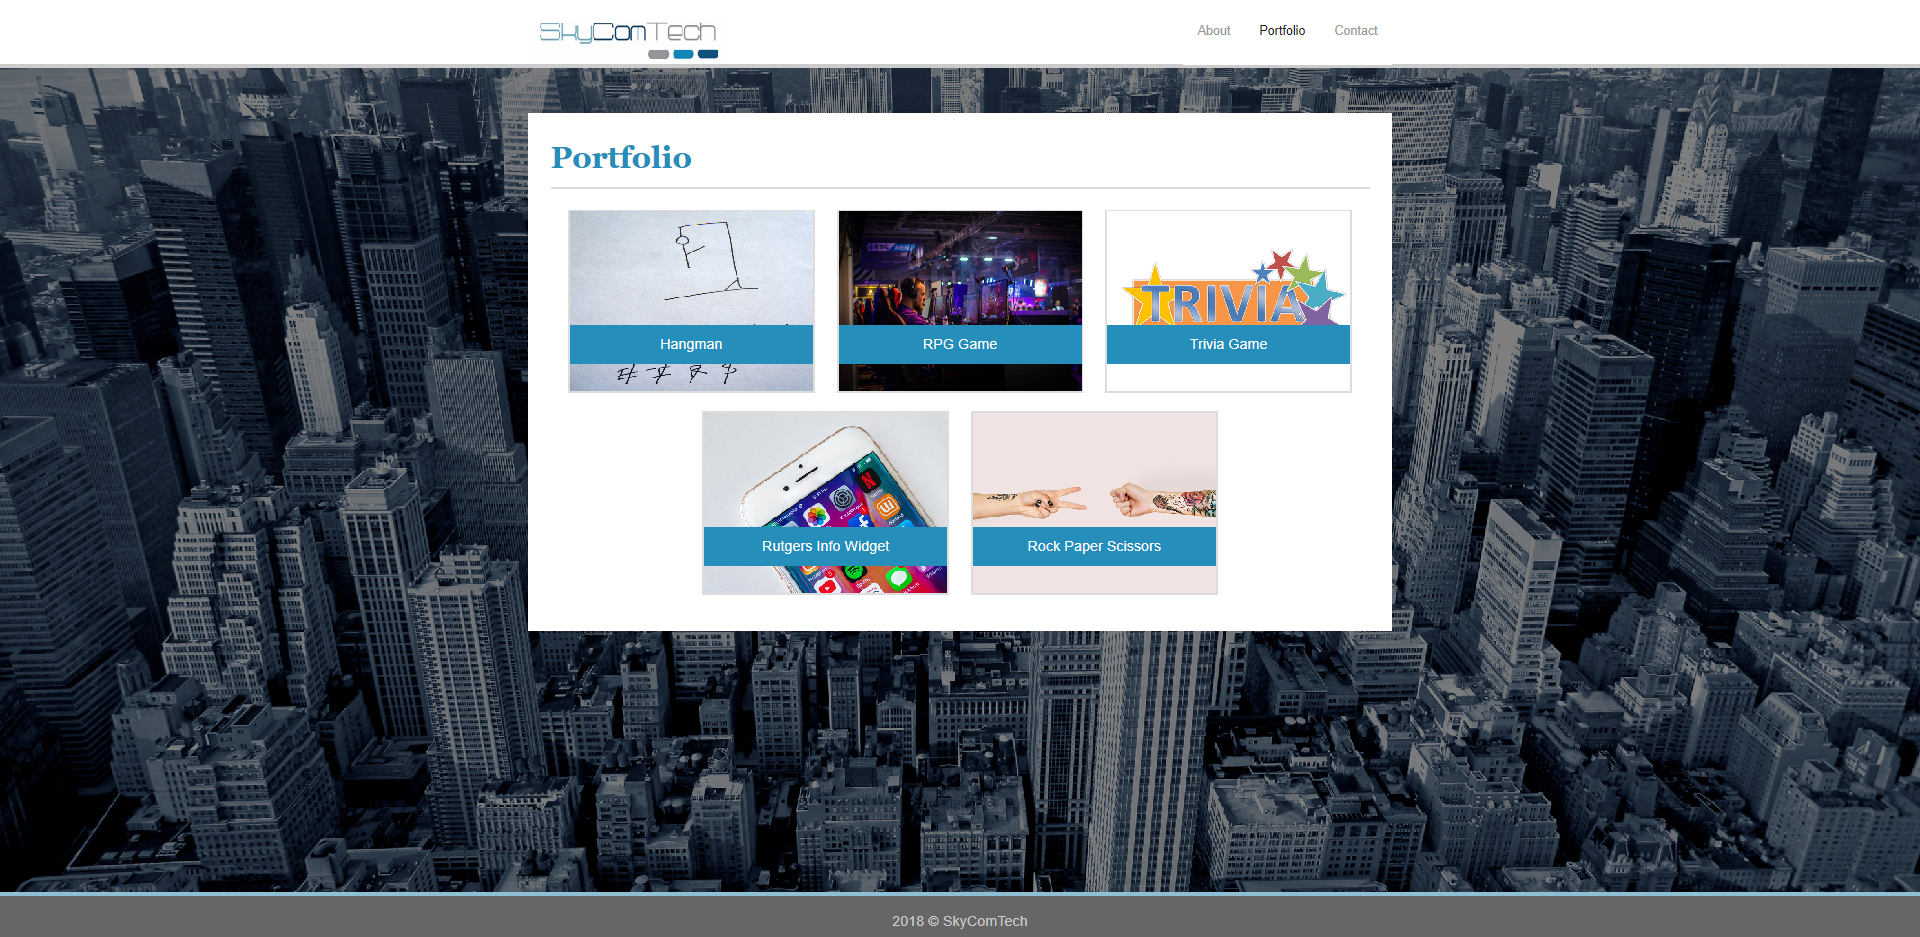 SkyComTech
About Portfolio Contact
Portfolio
Hangman
RPG Game
TRIVIA
Trivia Game
Rutgers Info Widget
Rock Paper Scissors
2018 © SkyComTech